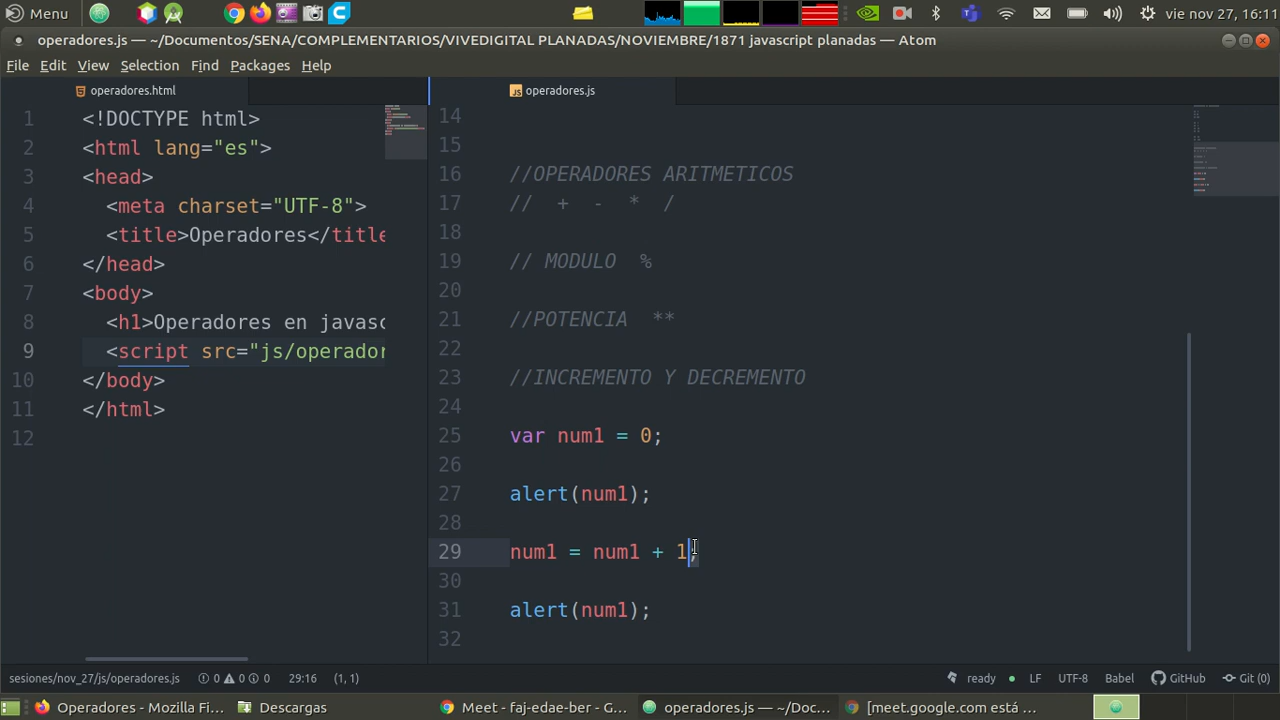 Menu
vie nov 27, 16:11
operadores.js — ~/Documentos/SENA/COMPLEMENTARIOS/VIVEDIGITAL PLANADAS/NOVIEMBRE/1871 javascript planadas — Atom
File Edit View Selection Find Packages Help
operadores.html
1 <!DOCTYPE html>
2 <html lang="es">
3 <head>
4 <meta charset="UTF-8">
5 <title>Operadores</title
6 </head>
7 <body>
8 <h1>Operadores en javasc
9 <script src="js/operador
10 </body>
11 </html>
12
operadores.js
14
15
16 //OPERADORES ARITMETICOS
17 // + - * /
18
19 // MODULO %
20
21 //POTENCIA **
22
23 //INCREMENTO Y DECREMENTO
24
25 var num1 = 0;
26
27 alert(num1);
28
29 num1 = num1 + 1;
30
31 alert(num1);
32
sesiones/nov_27/js/operadores.js 0 0 0 29:16 (1, 1) ready LF UTF-8 Babel GitHub Git (0)
Operadores - Mozilla Fi... Descargas Meet - faj-edae-ber - G... operadores.js — ~/Doc... [meet.google.com está ...